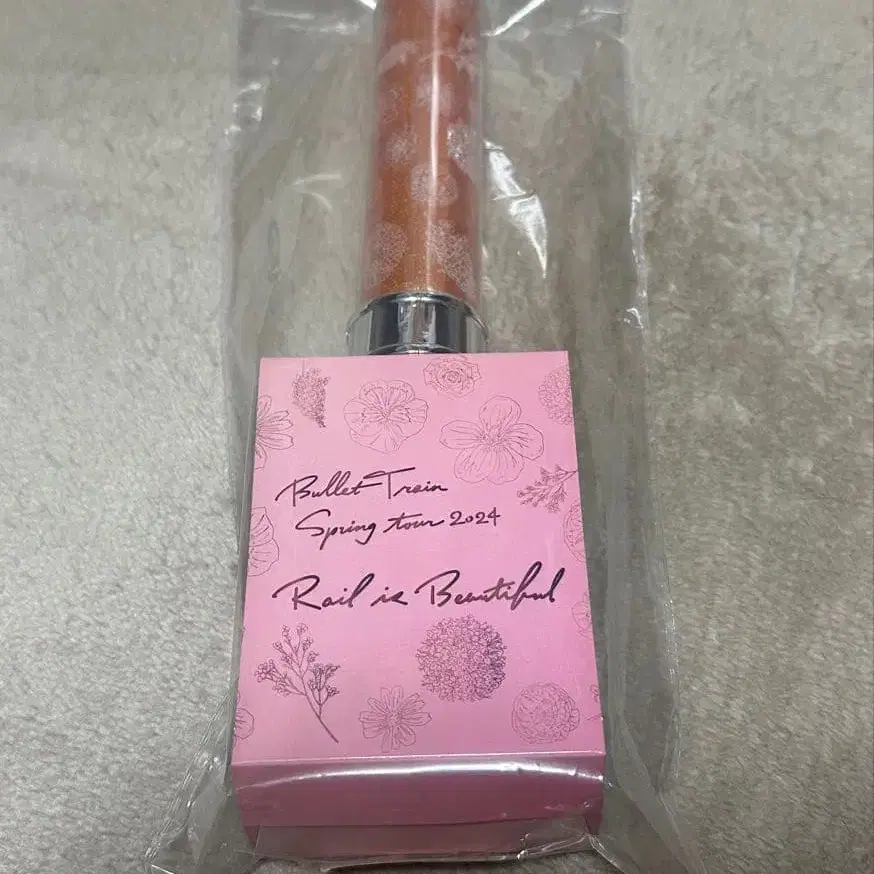 Bullet Train
Spring tour 2024
Rail is Beautiful